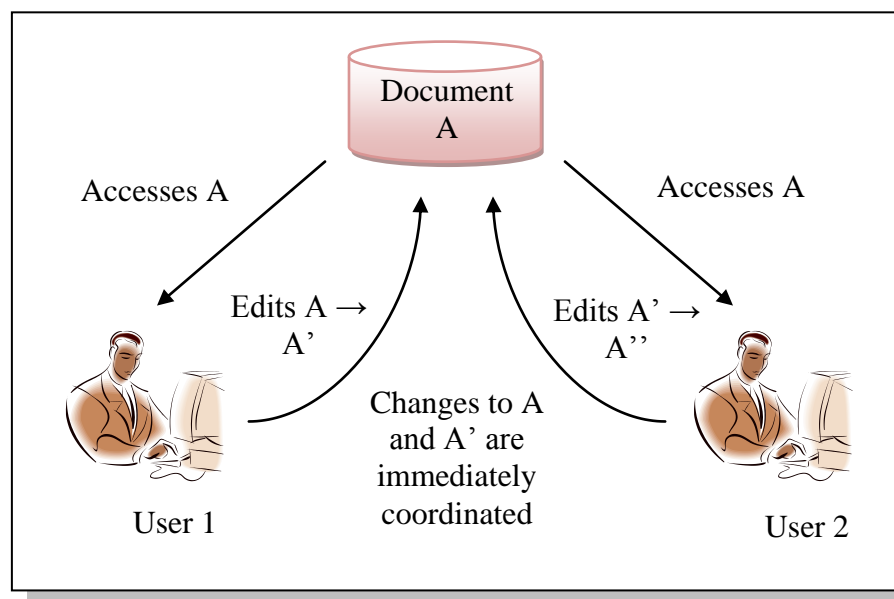 Document
A
Accesses A
Accesses A
Edits A →
A’
Edits A’ →
A’’
Changes to A
and A’ are
immediately
coordinated
User 1
User 2